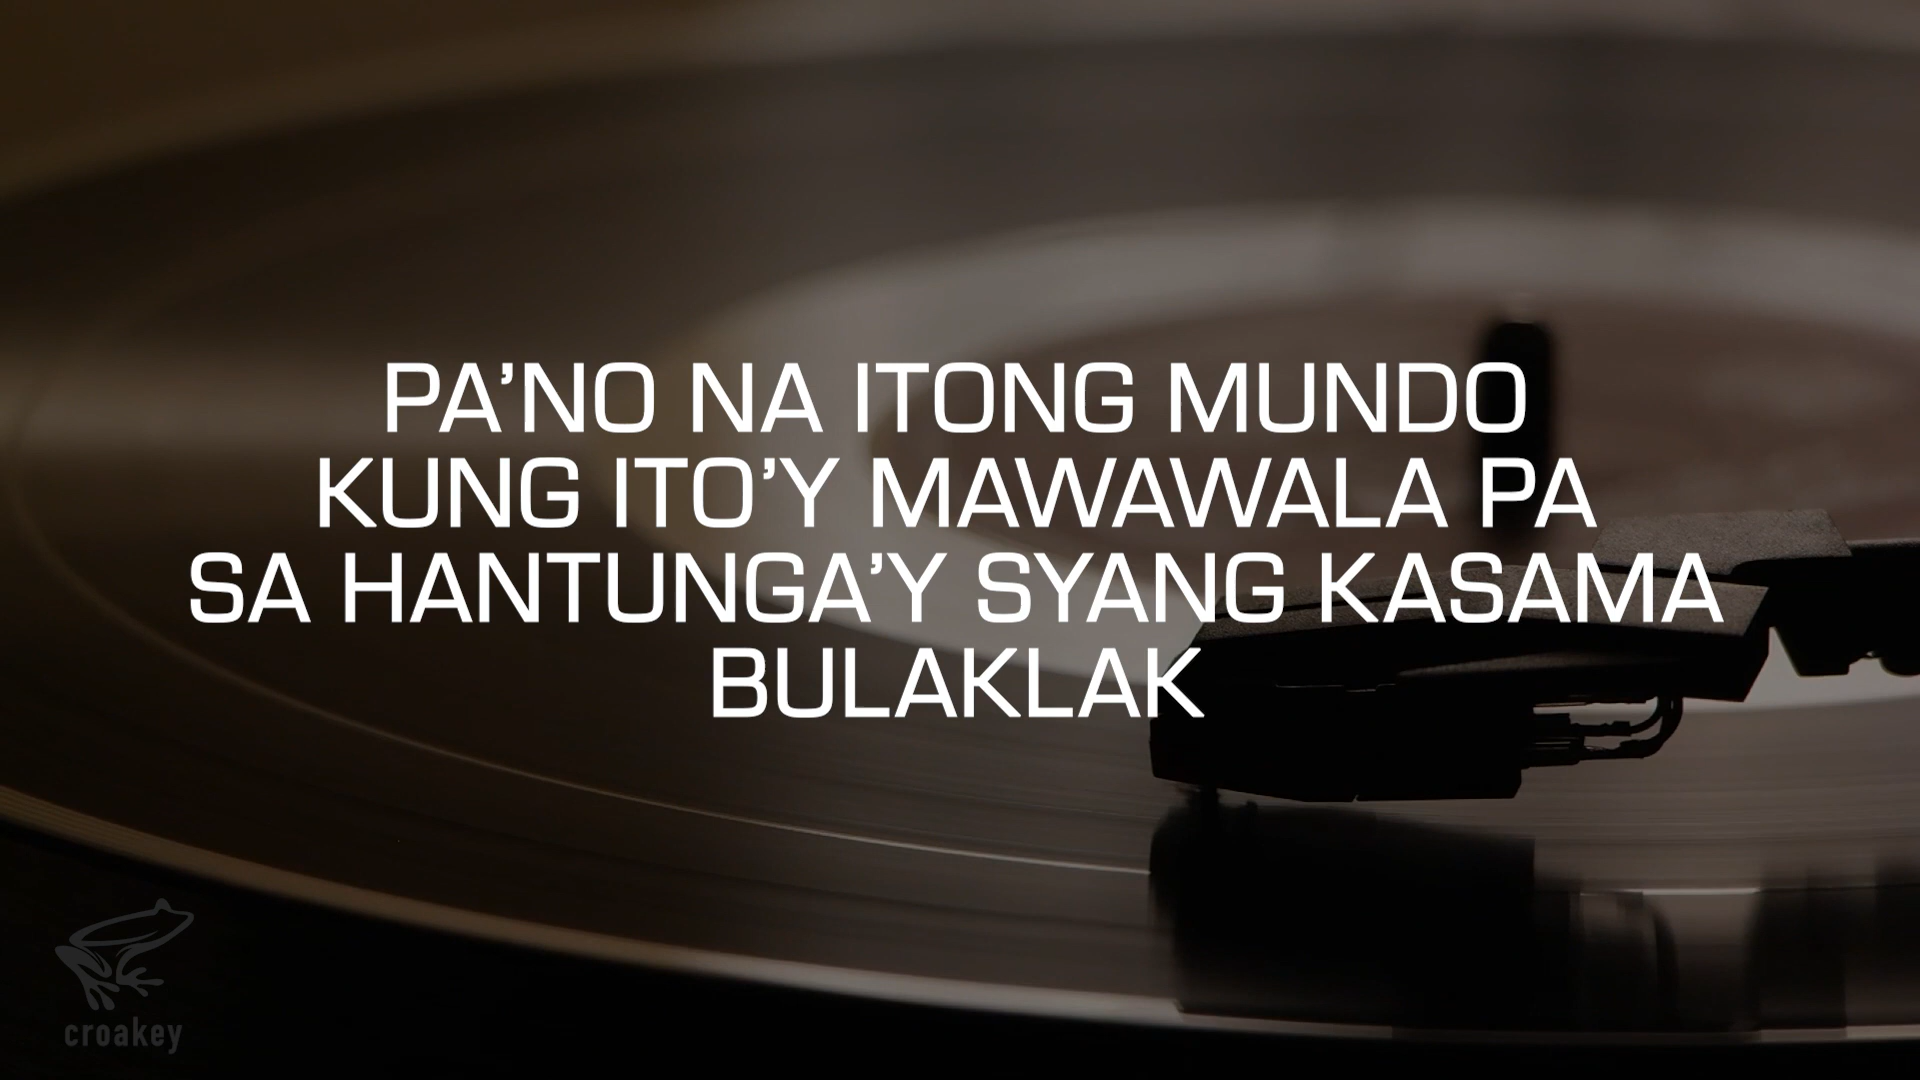 PA’NO NA ITONG MUNDO
KUNG ITO’Y MAWAWALA PA
SA HANTUNGA’Y SYANG KASAMA
BULAKLAK
croakey